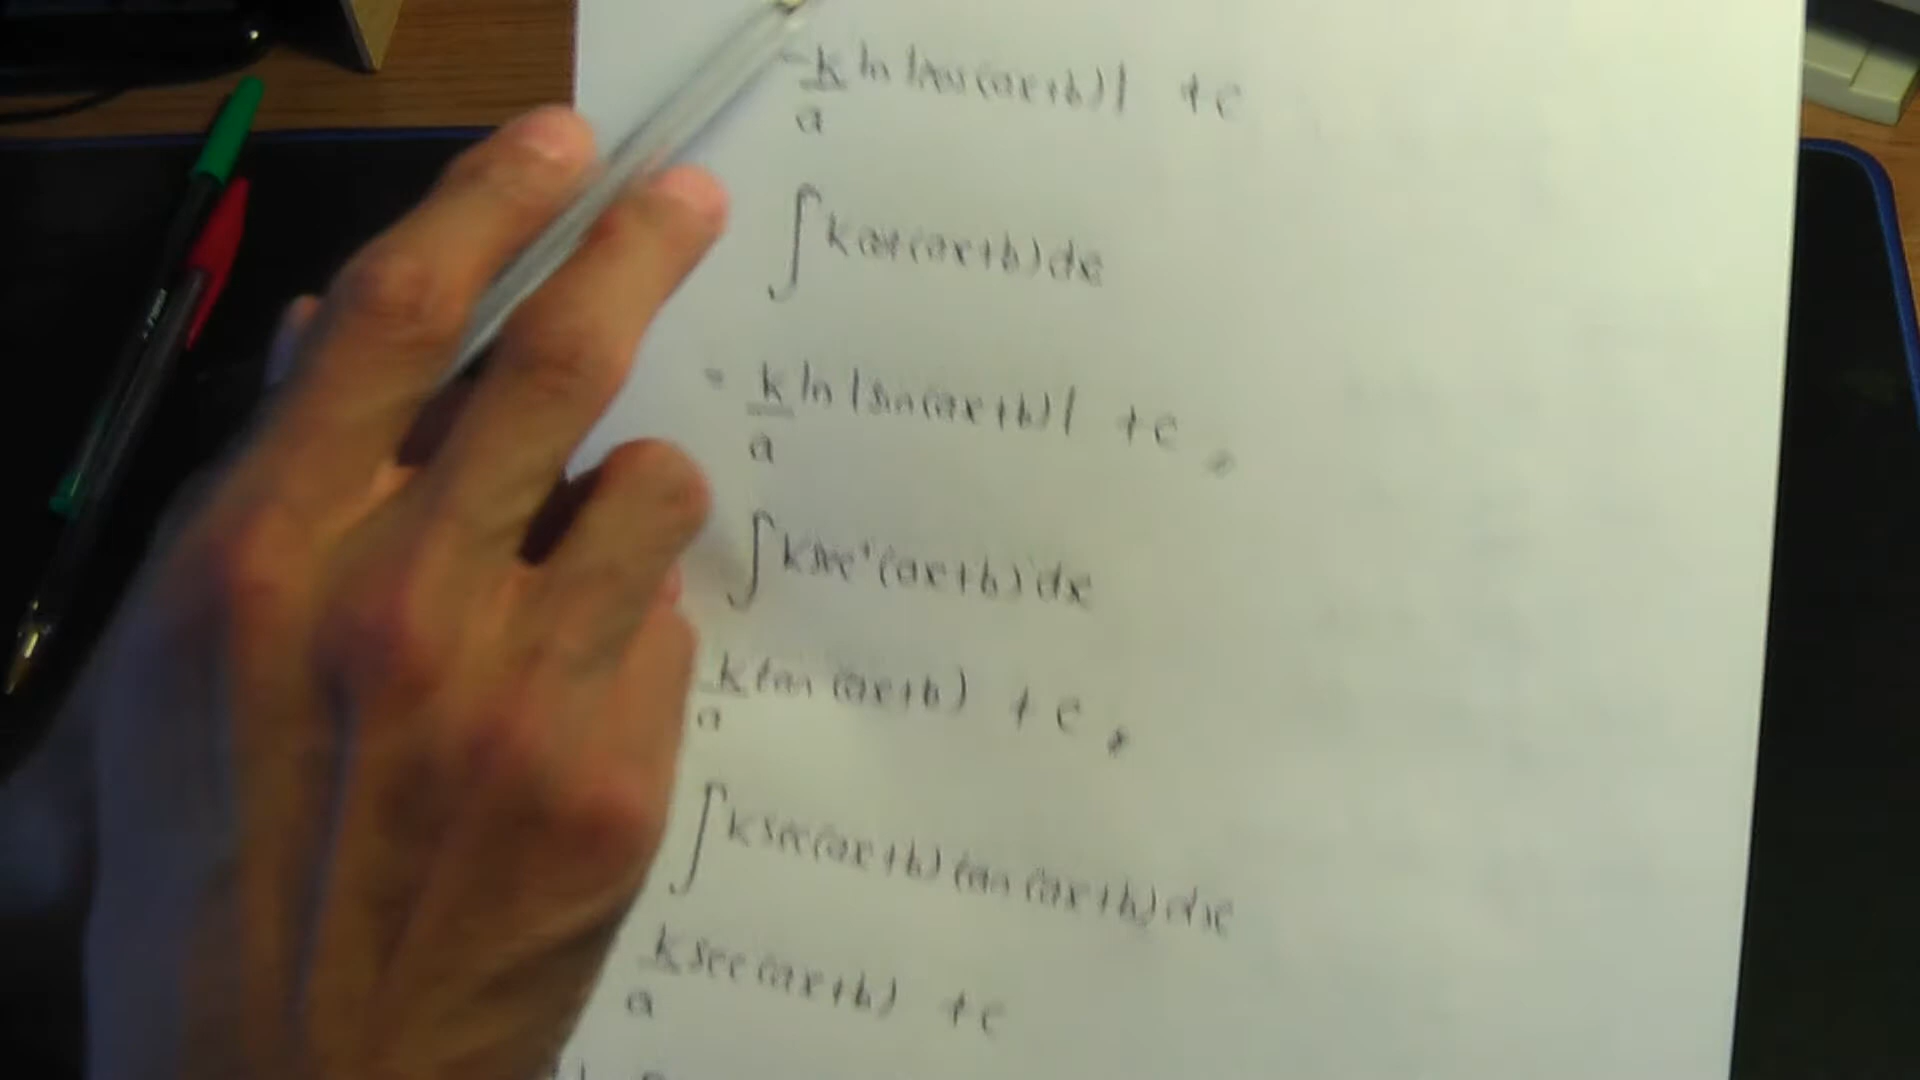 -k/a ln |cos(ax+b)| +c
∫k cot(ax+b)dx
= k/a ln |sin(ax+b)| +c
∫k sec²(ax+b)dx
k/a tan(ax+b) +c
∫k sec(ax+b) tan(ax+b)dx
k/a sec(ax+b) +c